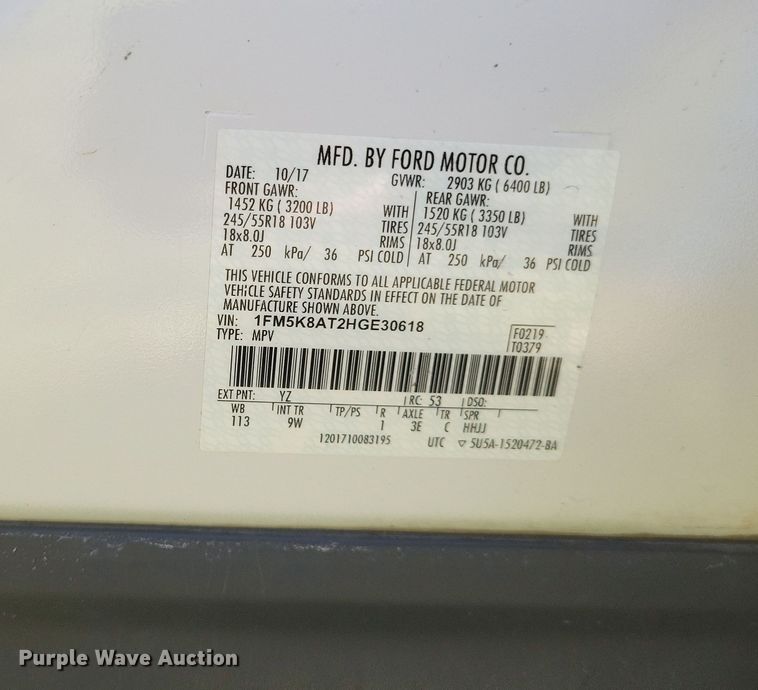 MFD. BY FORD MOTOR CO.
DATE: 10/17 GVWR: 2903 KG ( 6400 LB)
FRONT GAWR: REAR GAWR:
1452 KG ( 3200 LB) WITH 1520 KG ( 3350 LB) WITH
245/55R18 103V TIRES 245/55R18 103V TIRES
18x8.0J RIMS 18x8.0J RIMS
AT 250 kPa/ 36 PSI COLD AT 250 kPa/ 36 PSI COLD
THIS VEHICLE CONFORMS TO ALL APPLICABLE FEDERAL MOTOR
VEHICLE SAFETY STANDARDS IN EFFECT ON THE DATE OF
MANUFACTURE SHOWN ABOVE.
VIN: 1FM5K8AT2HGE30618 F0219
TYPE: MPV T0379
EXT PNT: YZ RC: 53 DSO:
WB INT TR TP/PS R AXLE TR SPR
113 9W 1 3E C HHJJ
1201710083195 UTC ▽ 5U5A-1520472-BA
Purple Wave Auction